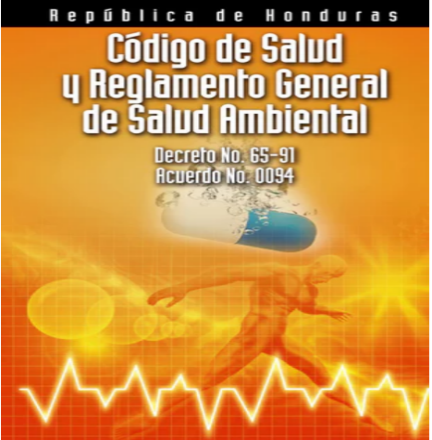 República de Honduras
Código de Salud
y Reglamento General
de Salud Ambiental
Decreto No. 65-91
Acuerdo No. 0094